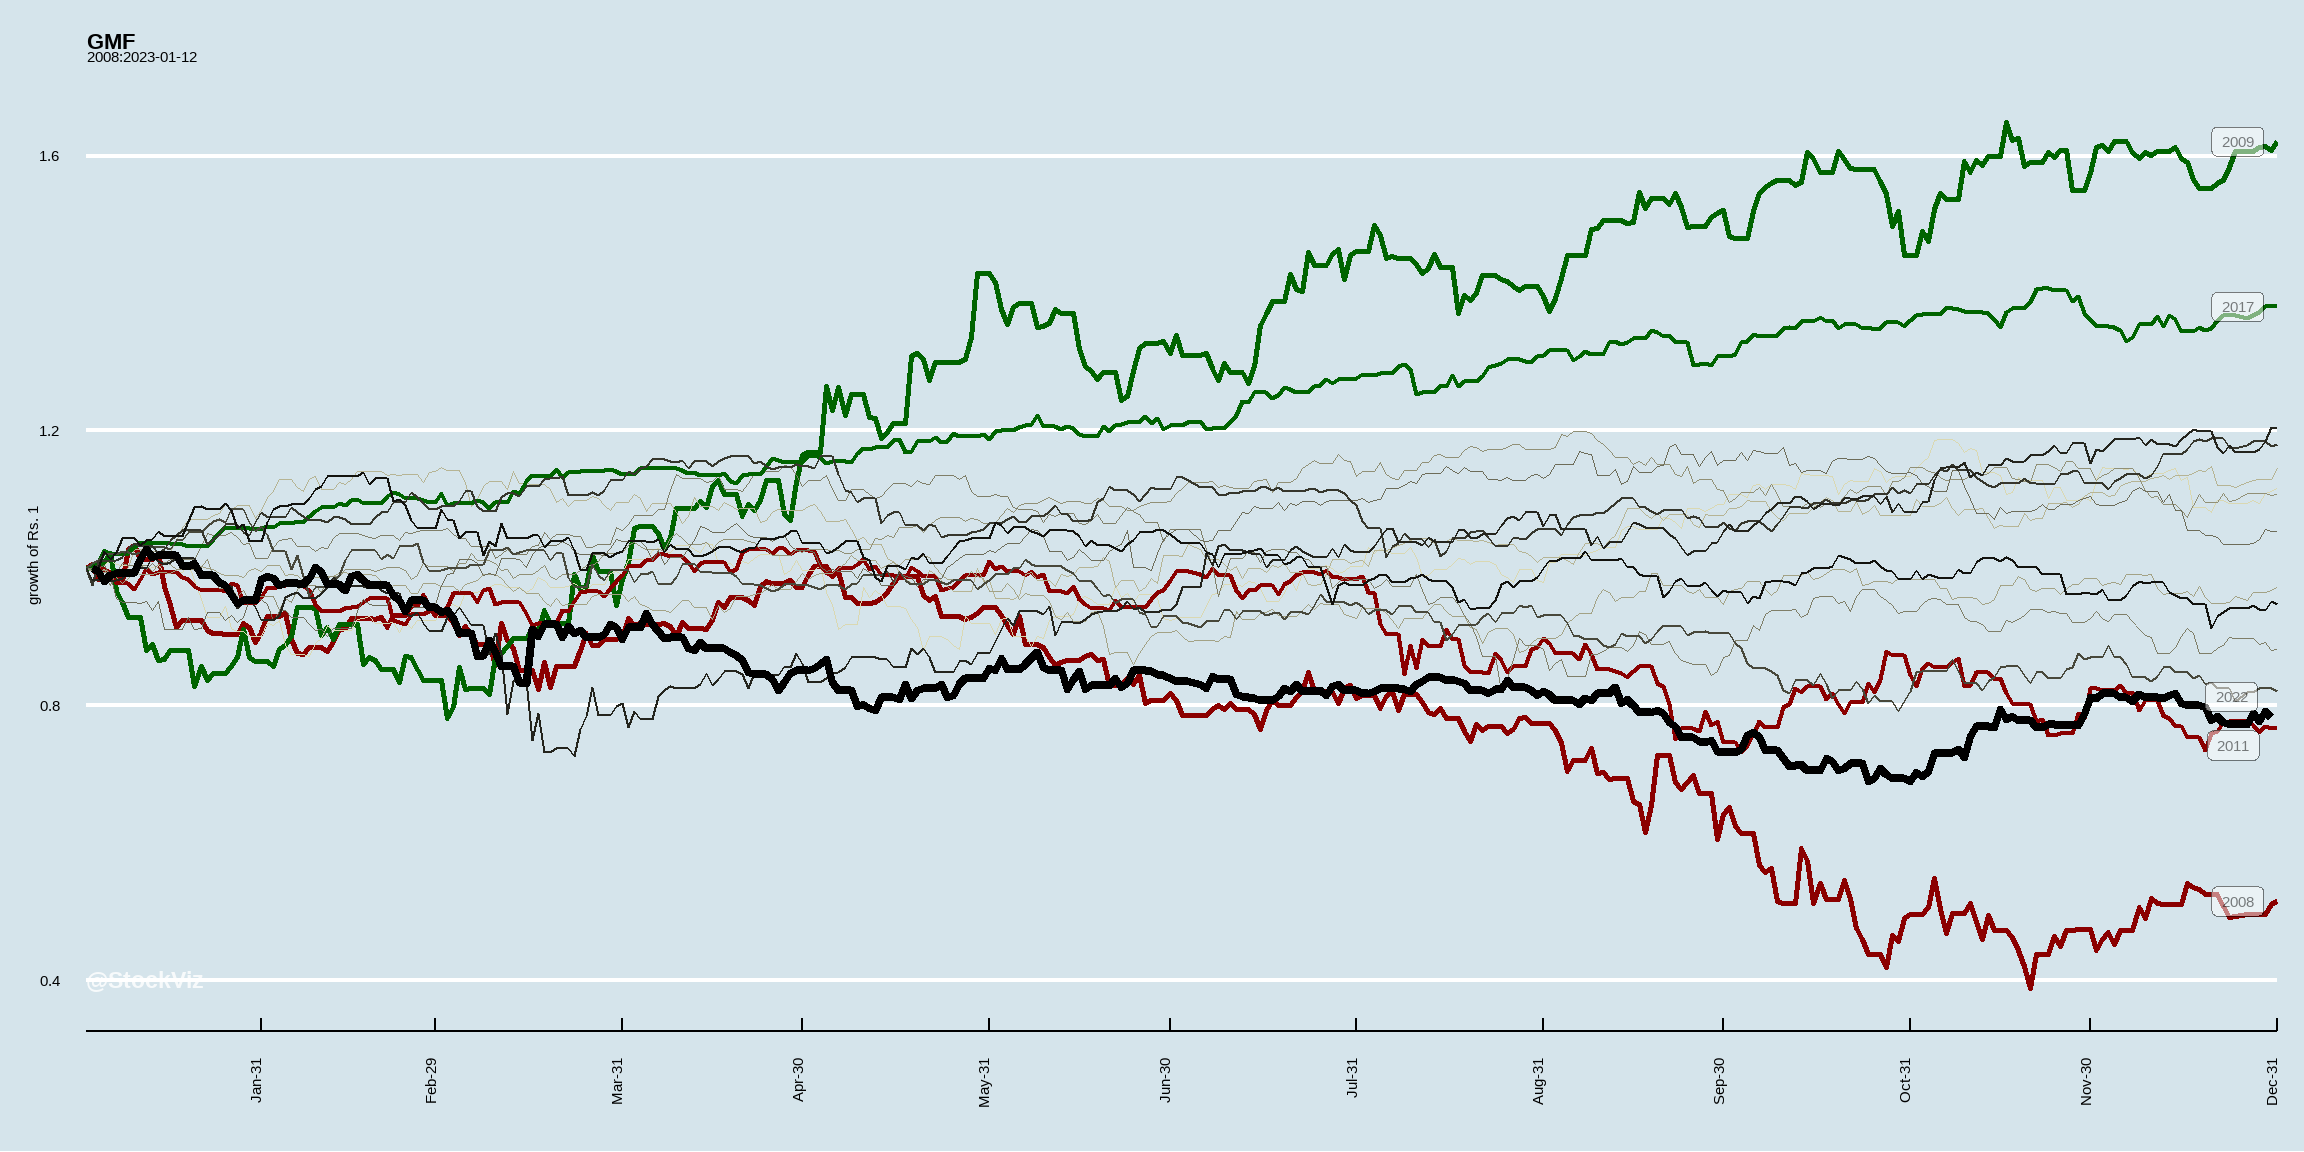 GMF
2008:2023-01-12
1.6
1.2
0.8
0.4
growth of Rs. 1
2009
2017
2022
2011
2008
@StockViz
Jan-31
Feb-29
Mar-31
Apr-30
May-31
Jun-30
Jul-31
Aug-31
Sep-30
Oct-31
Nov-30
Dec-31